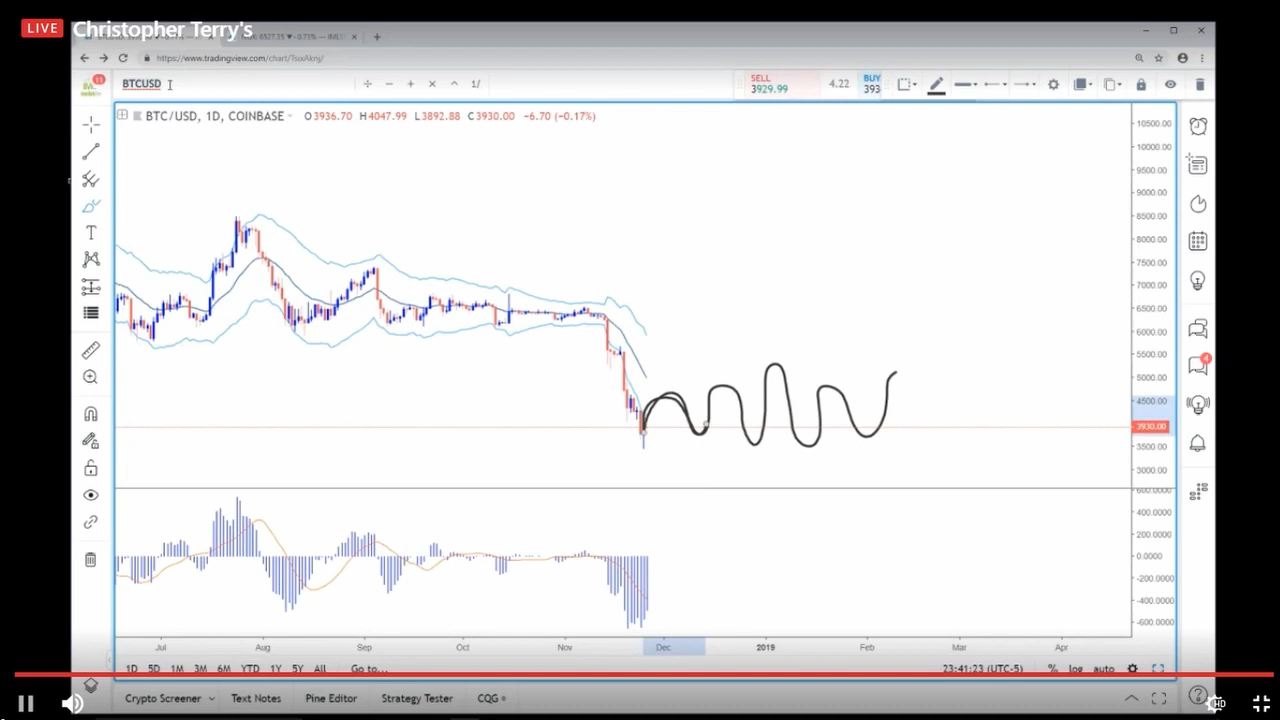 LIVE Christopher Terry's
https://www.tradingview.com/chart/TsuxAknj/
11
BTCUSD
1/
SELL
3929.99
4.22
BUY
393
BTC/USD, 1D, COINBASE O3936.70 H4047.99 L3892.88 C3930.00 −6.70 (−0.17%)
10500.00
10000.00
9500.00
9000.00
8500.00
8000.00
7500.00
7000.00
6500.00
6000.00
5500.00
5000.00
4500.00
3930.00
3500.00
3000.00
4
T
600.0000
400.0000
200.0000
0.0000
-200.0000
-400.0000
-600.0000
Jul Aug Sep Oct Nov Dec 2019 Feb Mar Apr
1D 5D 1M 3M 6M YTD 1Y 5Y All Go to... 23:41:23 (UTC-5) % log auto
Crypto Screener Text Notes Pine Editor Strategy Tester CQG
HD